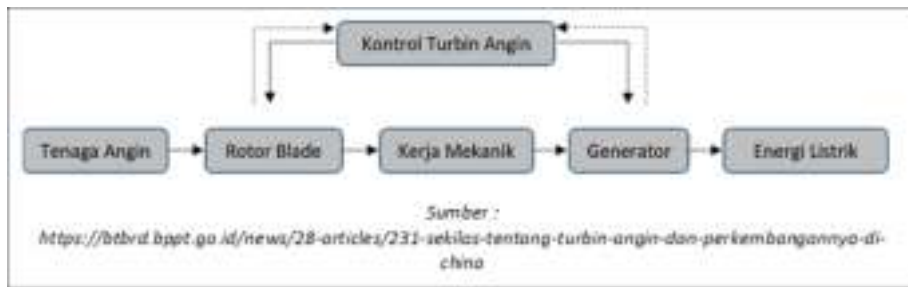 Kontrol Turbin Angin
Tenaga Angin
Rotor Blade
Kerja Mekanik
Generator
Energi Listrik
Sumber :
https://btbrd.bppt.go.id/news/28-articles/231-sekilas-tentang-turbin-angin-dan-perkembangannya-di-
china